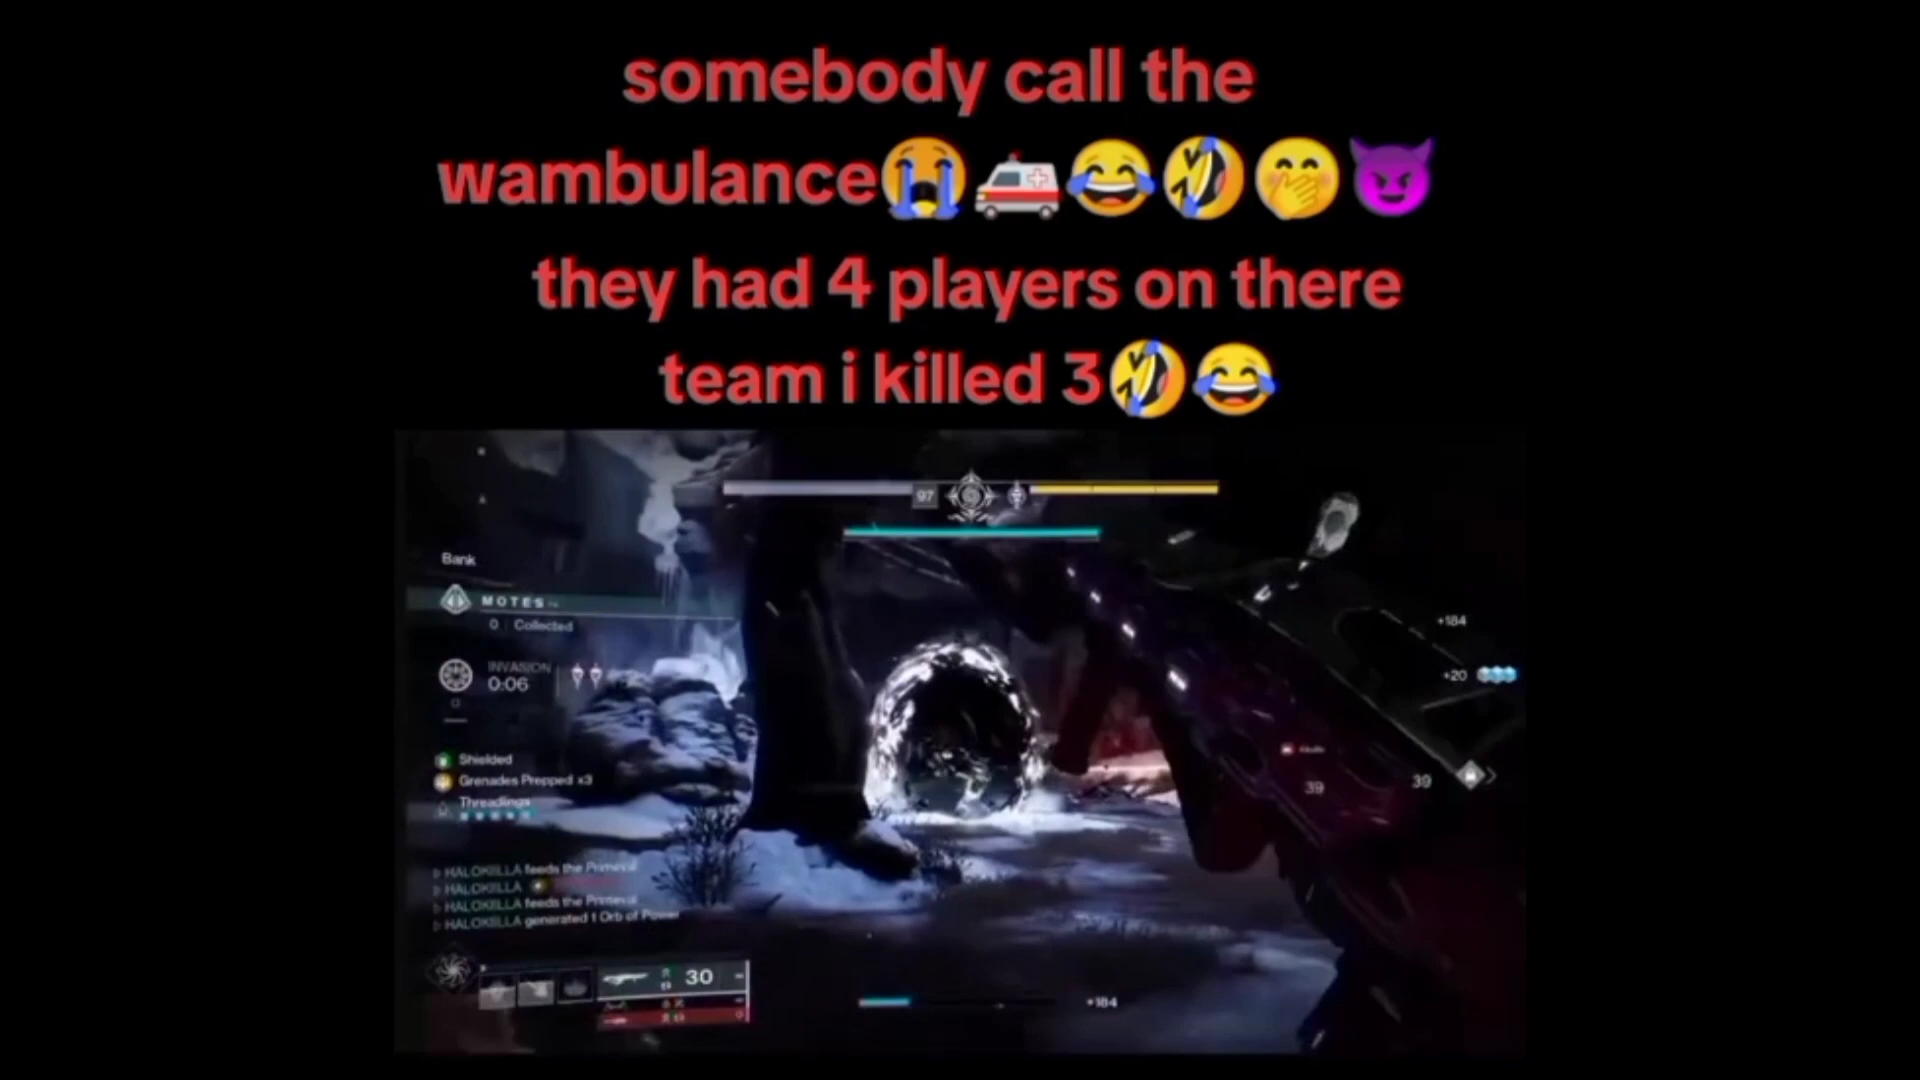 somebody call the
wambulance😭🚑😂🤣🤭😈
they had 4 players on there
team i killed 3🤣😂
97
Bank
MOTES
0 Collected
INVASION
0:06
+184
+20
Shielded
Grenades Prepped x3
Threadlings
39
39
HALOKILLA feeds the Primeval
HALOKILLA
HALOKILLA feeds the Primeval
HALOKILLA generated 1 Orb of Power
30
+184